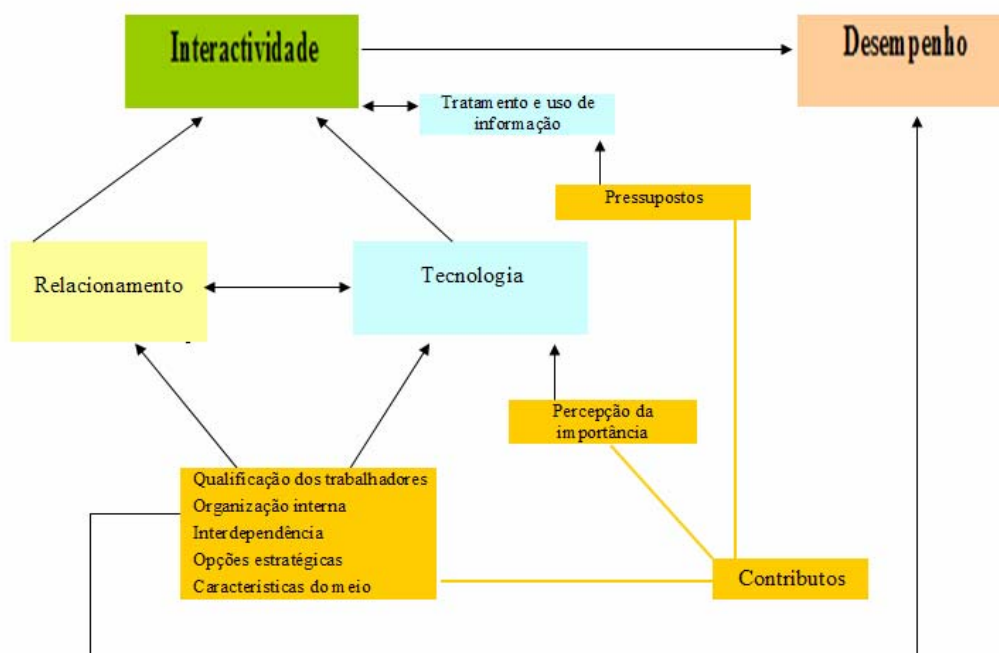 Interactividade
Desempenho
Tratamento e uso de
informação
Pressupostos
Relacionamento
Tecnologia
Percepção da
importância
Qualificação dos trabalhadores
Organização interna
Interdependência
Opções estratégicas
Características do meio
Contributos